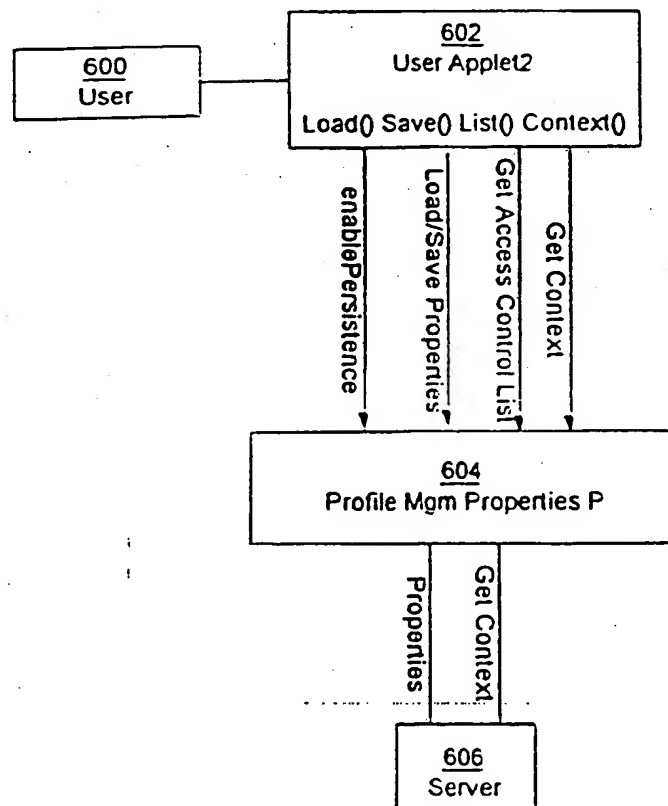 600
User
602
User Applet2
Load() Save() List() Context()
enablePersistence
Load/Save Properties
Get Access Control List
Get Context
604
Profile Mgm Properties P
Properties
Get Context
606
Server